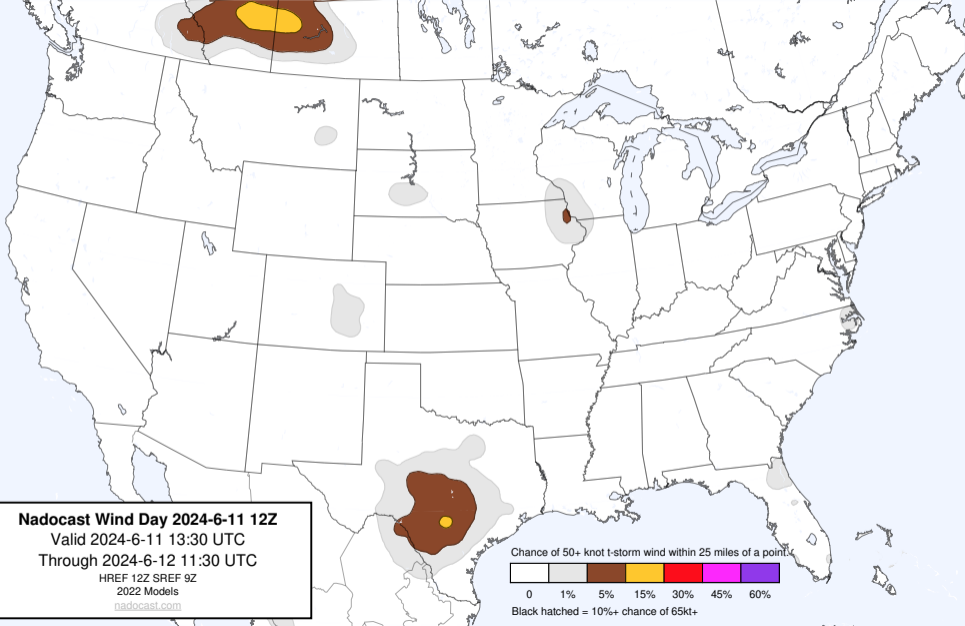 Nadocast Wind Day 2024-6-11 12Z
Valid 2024-6-11 13:30 UTC
Through 2024-6-12 11:30 UTC
HREF 12Z SREF 9Z
2022 Models
nadocast.com
Chance of 50+ knot t-storm wind within 25 miles of a point.
0 1% 5% 15% 30% 45% 60%
Black hatched = 10%+ chance of 65kt+